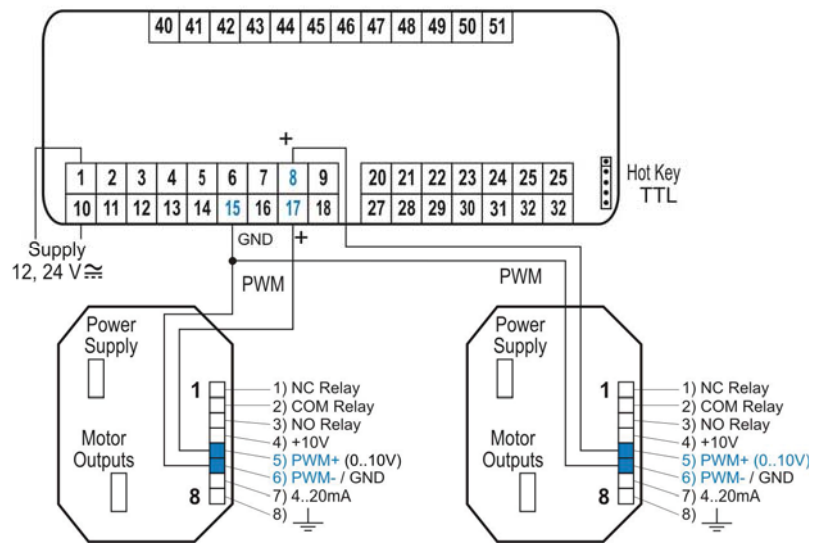 40 41 42 43 44 45 46 47 48 49 50 51
+
1 2 3 4 5 6 7 8 9 20 21 22 23 24 25 25
10 11 12 13 14 15 16 17 18 27 28 29 30 31 32 32
Hot Key
TTL
Supply
12, 24 V
GND +
PWM
PWM
Power
Supply
Motor
Outputs
1
8
1) NC Relay
2) COM Relay
3) NO Relay
4) +10V
5) PWM+ (0..10V)
6) PWM- / GND
7) 4..20mA
8)
Power
Supply
Motor
Outputs
1
8
1) NC Relay
2) COM Relay
3) NO Relay
4) +10V
5) PWM+ (0..10V)
6) PWM- / GND
7) 4..20mA
8)